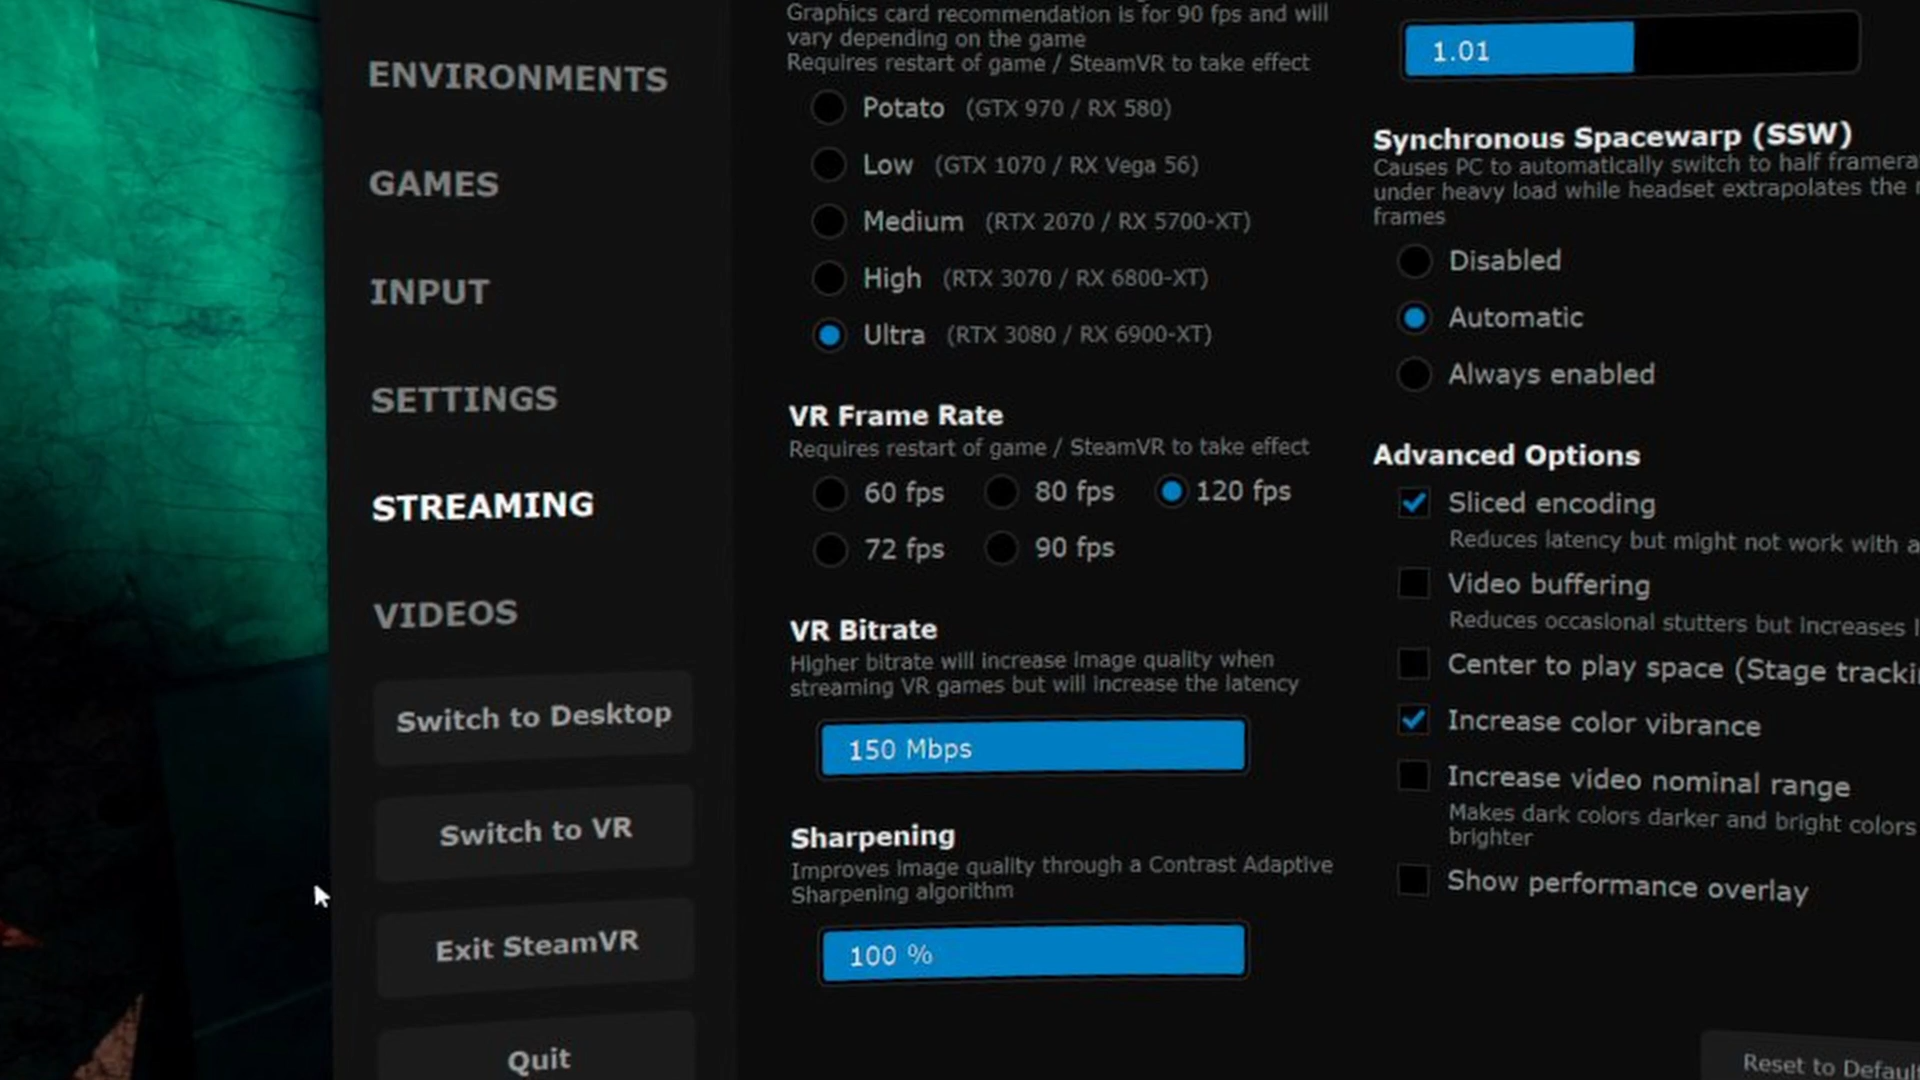 ENVIRONMENTS
GAMES
INPUT
SETTINGS
STREAMING
VIDEOS
Switch to Desktop
Switch to VR
Exit SteamVR
Quit
Graphics card recommendation is for 90 fps and will
vary depending on the game
Requires restart of game / SteamVR to take effect
Potato (GTX 970 / RX 580)
Low (GTX 1070 / RX Vega 56)
Medium (RTX 2070 / RX 5700-XT)
High (RTX 3070 / RX 6800-XT)
Ultra (RTX 3080 / RX 6900-XT)
VR Frame Rate
Requires restart of game / SteamVR to take effect
60 fps 80 fps 120 fps
72 fps 90 fps
VR Bitrate
Higher bitrate will increase image quality when
streaming VR games but will increase the latency
150 Mbps
Sharpening
Improves image quality through a Contrast Adaptive
Sharpening algorithm
100 %
1.01
Synchronous Spacewarp (SSW)
Causes PC to automatically switch to half
under heavy load while headset extrapolates the
frames
Disabled
Automatic
Always enabled
Advanced Options
Sliced encoding
Reduces latency but might not work with
Video buffering
Reduces occasional stutters but increases
Center to play space (Stage
Increase color vibrance
Increase video nominal range
Makes dark colors darker and bright colors
brighter
Show performance overlay
Reset to